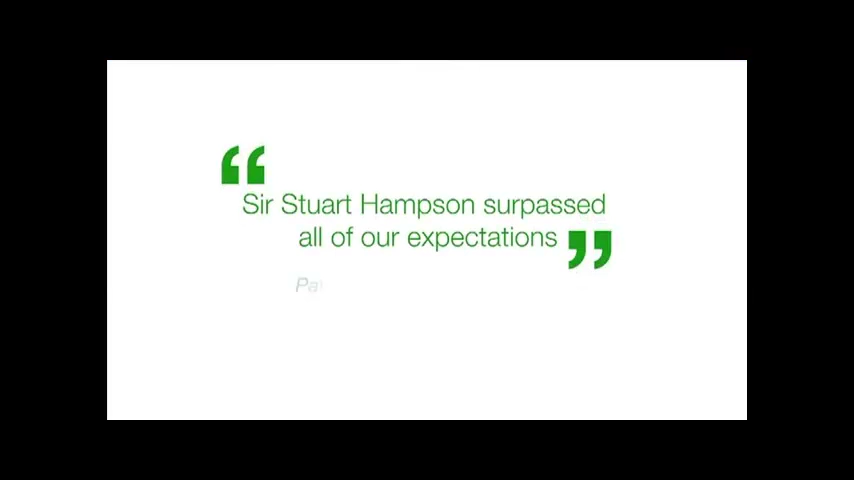 “Sir Stuart Hampson surpassed
all of our expectations”